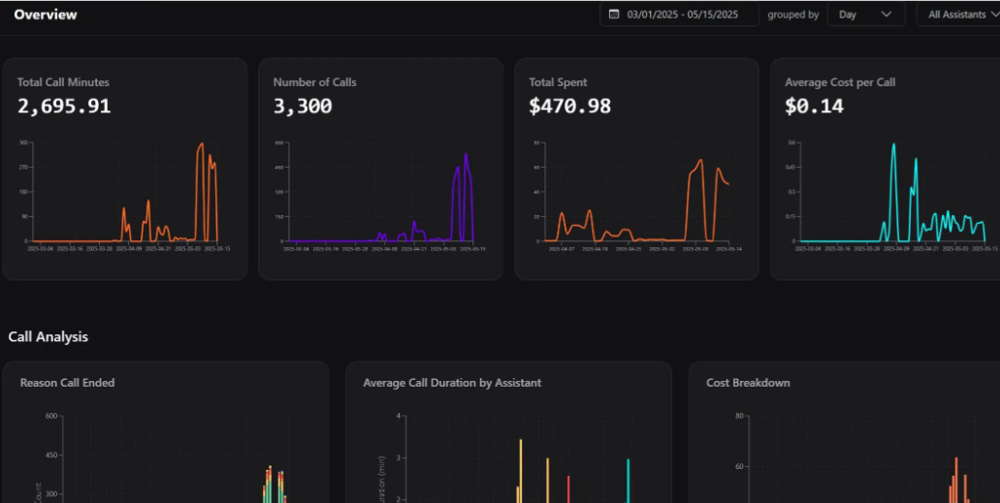 Overview
03/01/2025 - 05/15/2025
grouped by
Day
All Assistants
Total Call Minutes
2,695.91
360
270
180
90
0
2025-03-04 2025-03-16 2025-03-28 2025-04-09 2025-04-21 2025-05-03 2025-05-15
Number of Calls
3,300
600
450
300
150
0
2025-03-04 2025-03-16 2025-03-28 2025-04-09 2025-04-21 2025-05-03 2025-05-15
Total Spent
$470.98
80
60
40
20
0
2025-04-07 2025-04-16 2025-04-25 2025-05-02 2025-05-09 2025-05-14
Average Cost per Call
$0.14
0.6
0.45
0.3
0.15
0
2025-03-04 2025-03-16 2025-03-28 2025-04-09 2025-04-21 2025-05-03 2025-05-15
Call Analysis
Reason Call Ended
600
450
300
Average Call Duration by Assistant
4
3
2
(min)
Cost Breakdown
80
60